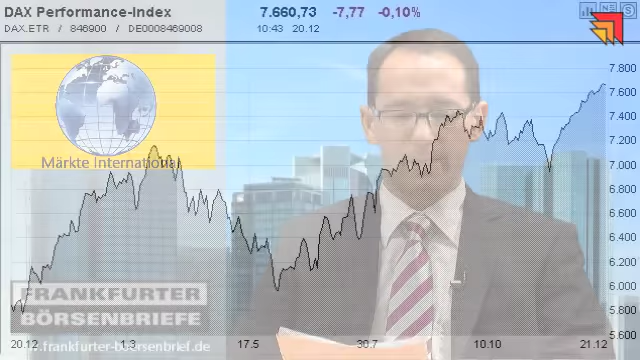 DAX Performance-Index 7.660,73 -7,77 -0,10%
DAX.ETR / 846900 / DE0008469008 10:43 20.12
7.800
7.600
7.400
7.200
7.000
6.800
6.600
6.400
6.200
6.000
5.800
5.600
Märkte International
FRANKFURTER
BÖRSENBRIEFE
20.12 1.3 17.5 30.7 10.10 21.12
www.frankfurter-boersenbrief.de